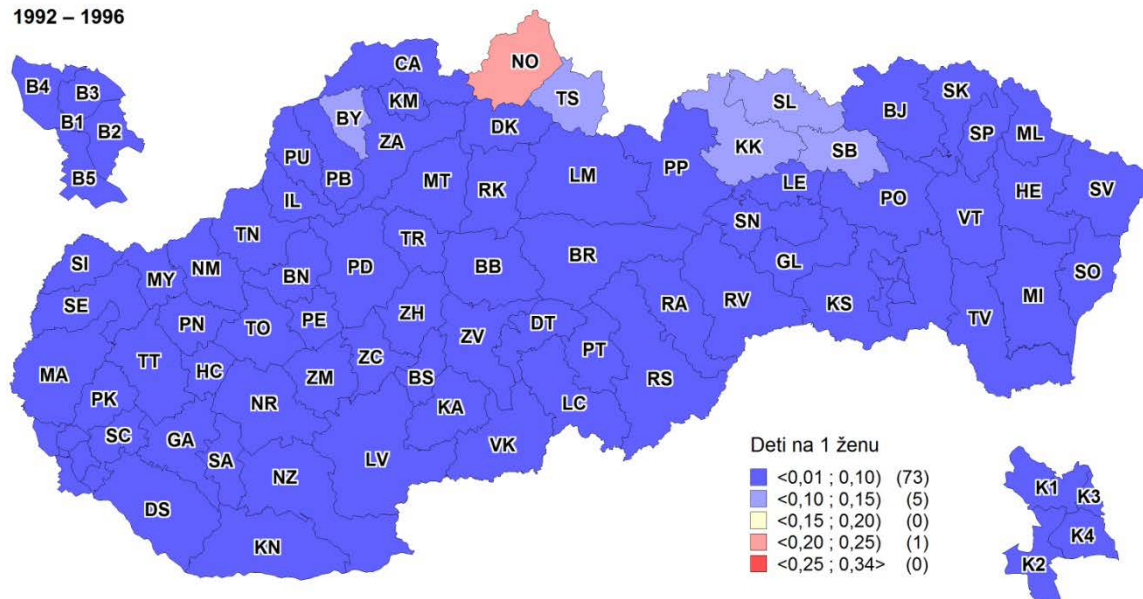 1992 – 1996
B4
B3
B1
B2
B5
CA
NO
TS
BY
KM
DK
ZA
PU
PB
MT
RK
LM
IL
PP
SL
KK
SB
BJ
SK
SP
ML
LE
PO
HE
SV
VT
TN
TR
SN
SI
MY
NM
BN
PD
BB
BR
GL
SO
SE
PN
TO
PE
ZH
RA
RV
KS
MI
TV
ZV
DT
PT
MA
TT
HC
ZM
ZC
BS
RS
PK
NR
KA
LC
SC
GA
SA
NZ
LV
VK
DS
KN
Deti na 1 ženu
<0,01 ; 0,10) (73)
<0,10 ; 0,15) (5)
<0,15 ; 0,20) (0)
<0,20 ; 0,25) (1)
<0,25 ; 0,34> (0)
K1
K3
K4
K2